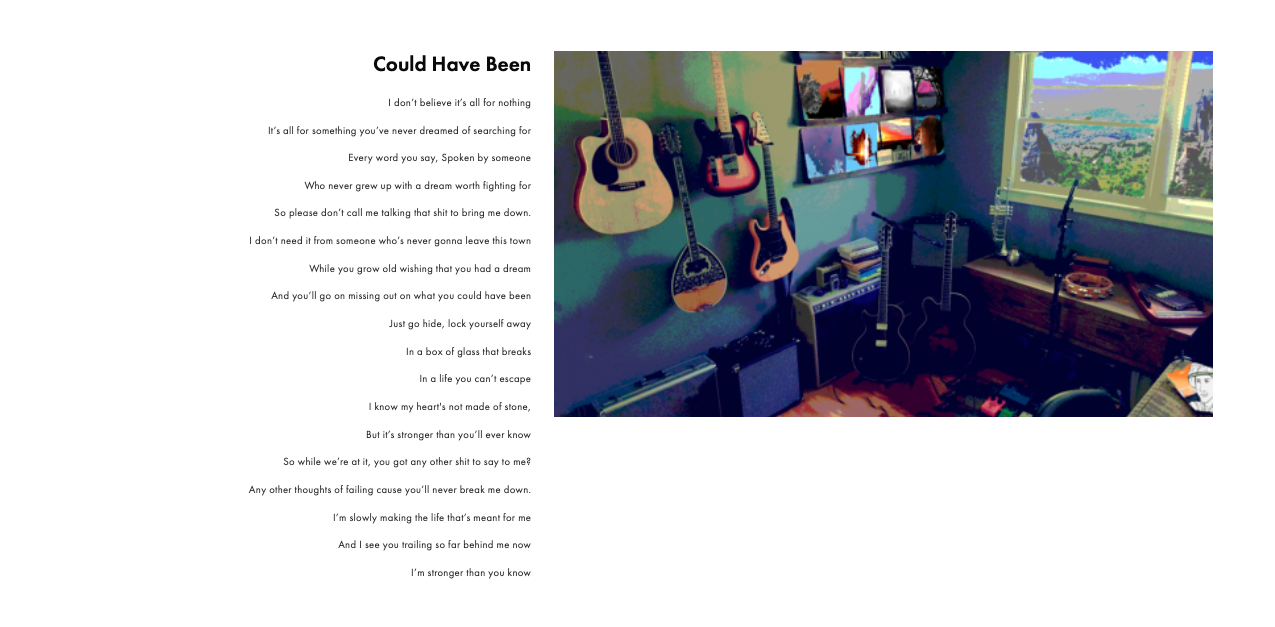 Could Have Been
I don’t believe it’s all for nothing
It’s all for something you’ve never dreamed of searching for
Every word you say, Spoken by someone
Who never grew up with a dream worth fighting for
So please don’t call me talking that shit to bring me down.
I don’t need it from someone who’s never gonna leave this town
While you grow old wishing that you had a dream
And you’ll go on missing out on what you could have been
Just go hide, lock yourself away
In a box of glass that breaks
In a life you can’t escape
I know my heart's not made of stone,
But it’s stronger than you’ll ever know
So while we’re at it, you got any other shit to say to me?
Any other thoughts of failing cause you’ll never break me down.
I’m slowly making the life that’s meant for me
And I see you trailing so far behind me now
I’m stronger than you know